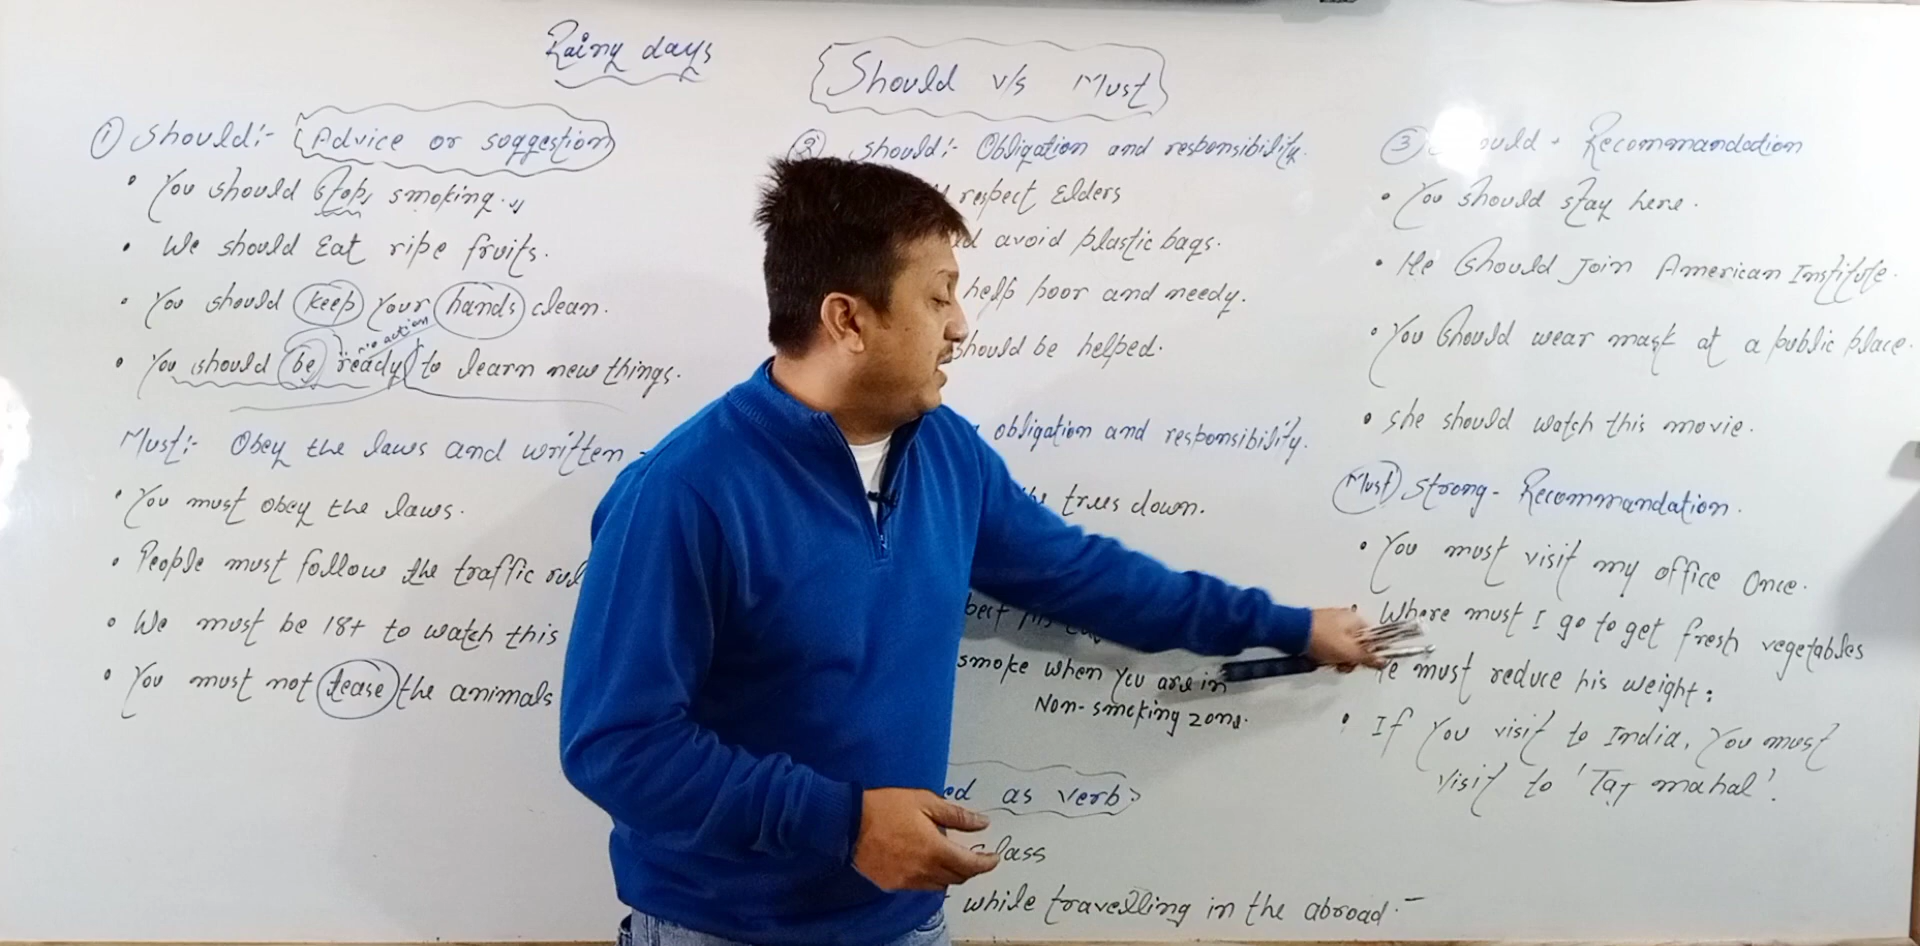 Rainy days
Should v/s Must
① Should:- Advice or suggestion
• You should stop, smoking.
• We should Eat ripe fruits.
• You should keep your hands clean.
no action
• You should be ready to learn new things.
Must:- Obey the laws and written
• You must obey the laws.
• People must follow the traffic rul
• We must be 18+ to watch this
• You must not tease the animals
② should:- Obligation and responsibility.
respect Elders
avoid plastic bags.
help poor and needy.
should be helped.
obligation and responsibility.
trees down.
smoke when you are in
Non-smoking zone.
ed as verb
class
while travelling in the abroad.-
③ ould - Recommandation
• You should stay here.
• He should Join American Institute.
• You should wear mask at a public place.
• she should watch this movie.
Must Strong- Recommandation.
• You must visit my office Once.
• Where must I go to get fresh vegetables
He must reduce his weight:
• If you visit to India, you must
visit to 'Taj mahal'.